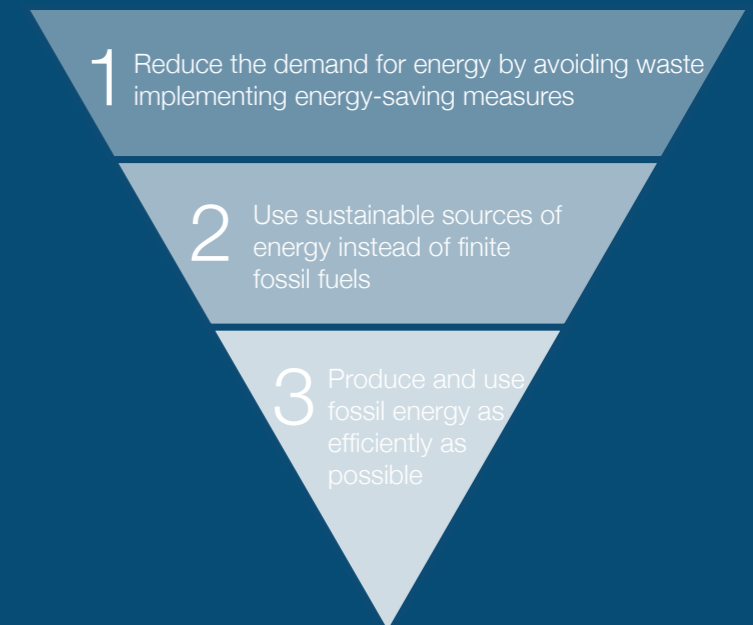 1 Reduce the demand for energy by avoiding waste
implementing energy-saving measures
2 Use sustainable sources of
energy instead of finite
fossil fuels
3 Produce and use
fossil energy as
efficiently as
possible